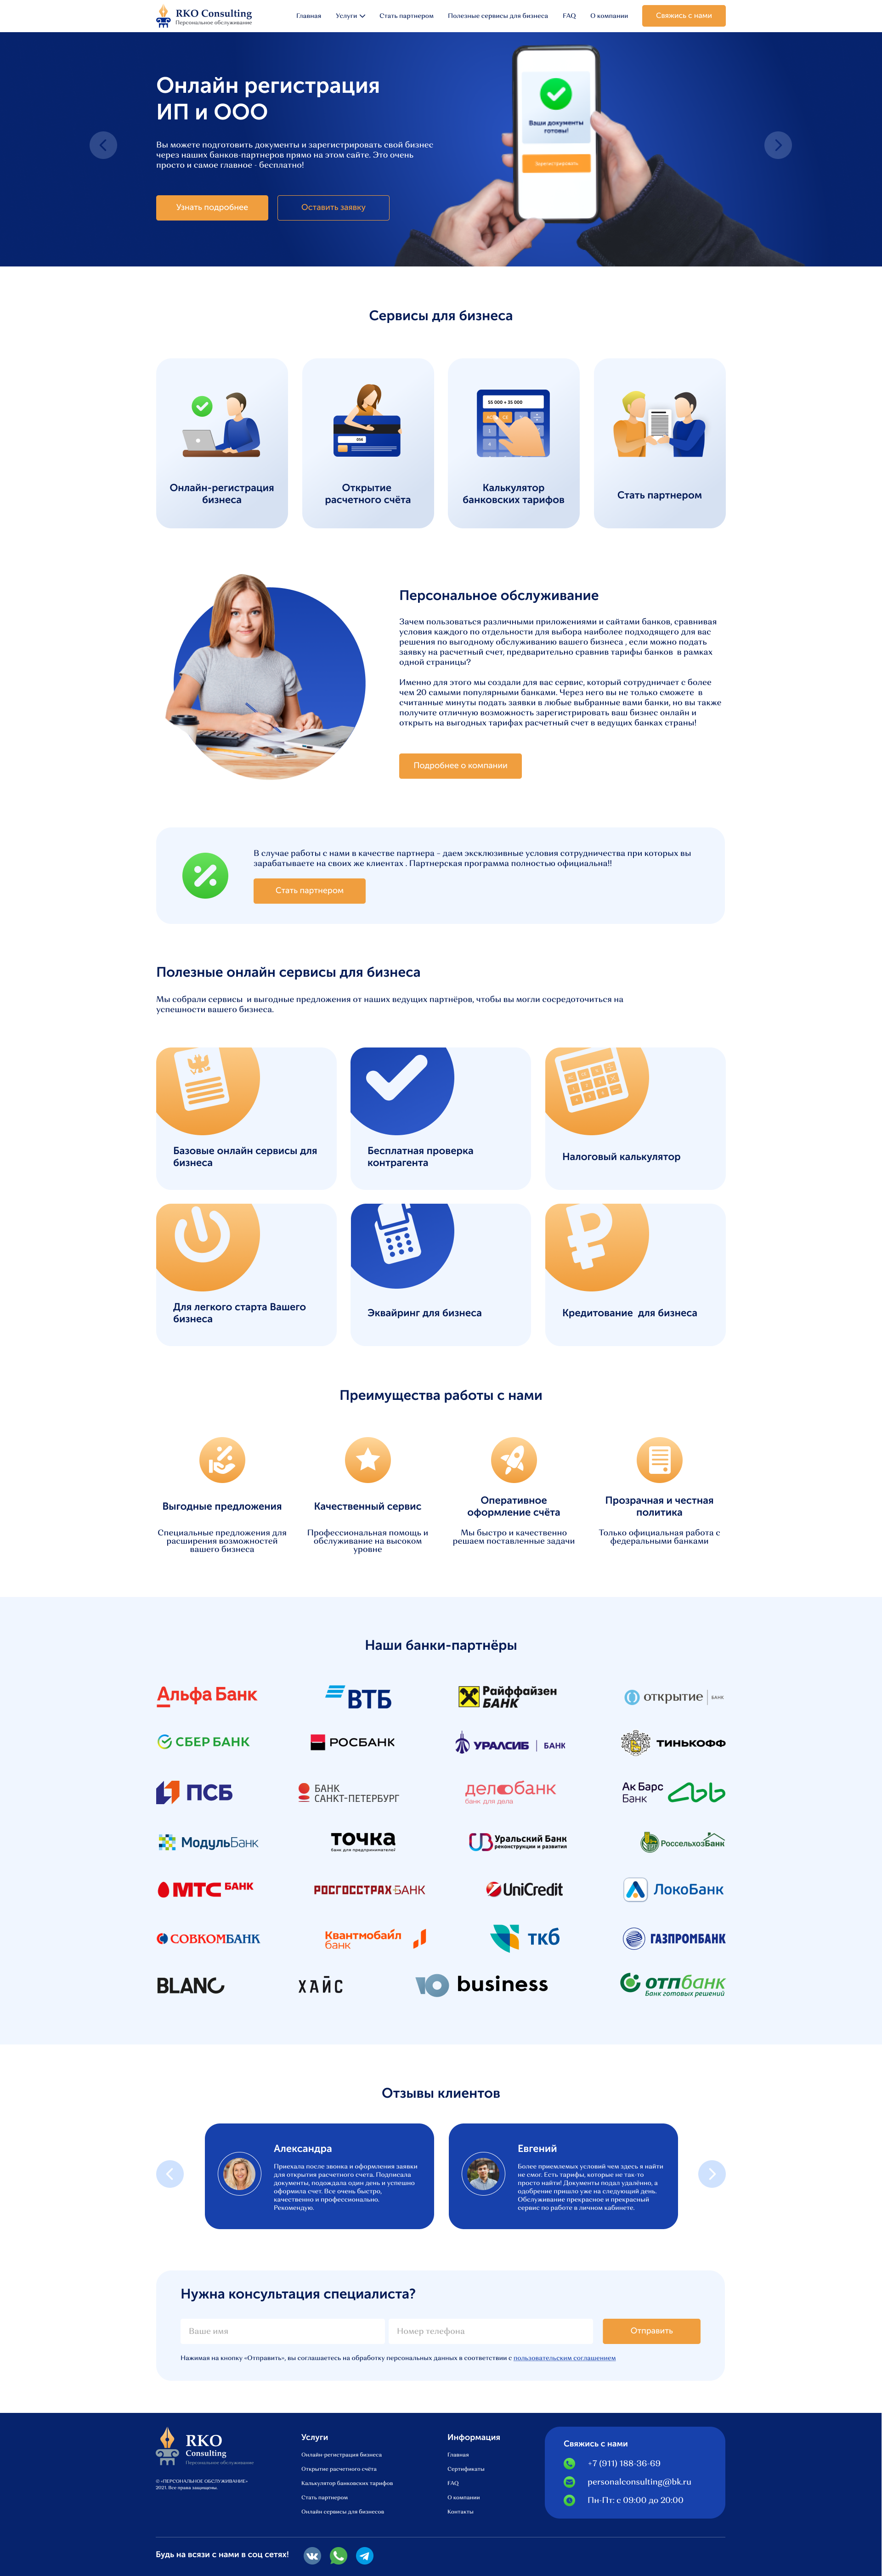 RKO Consulting
Персональное обслуживание
Главная
Услуги
Стать партнером
Полезные сервисы для бизнеса
FAQ
О компании
Свяжись с нами
Онлайн регистрация
ИП и ООО
Вы можете подготовить документы и зарегистрировать свой бизнес
через наших банков-партнеров прямо на этом сайте. Это очень
просто и самое главное - бесплатно!
Узнать подробнее
Оставить заявку
Ваши документы
готовы!
Зарегистрировать
Сервисы для бизнеса
55 000 + 35 000
Онлайн-регистрация
бизнеса
Открытие
расчетного счёта
Калькулятор
банковских тарифов
Стать партнером
Персональное обслуживание
Зачем пользоваться различными приложениями и сайтами банков, сравнивая
условия каждого по отдельности для выбора наиболее подходящего для вас
решения по выгодному обслуживанию вашего бизнеса , если можно подать
заявку на расчетный счет, предварительно сравнив тарифы банков в рамках
одной страницы?
Именно для этого мы создали для вас сервис, который сотрудничает с более
чем 20 самыми популярными банками. Через него вы не только сможете в
считанные минуты подать заявки в любые выбранные вами банки, но вы также
получите отличную возможность зарегистрировать ваш бизнес онлайн и
открыть на выгодных тарифах расчетный счет в ведущих банках страны!
Подробнее о компании
В случае работы с нами в качестве партнера – даем эксклюзивные условия сотрудничества при которых вы
зарабатываете на своих же клиентах . Партнерская программа полностью официальна!!
Стать партнером
Полезные онлайн сервисы для бизнеса
Мы собрали сервисы и выгодные предложения от наших ведущих партнёров, чтобы вы могли сосредоточиться на
успешности вашего бизнеса.
Базовые онлайн сервисы для
бизнеса
Бесплатная проверка
контрагента
Налоговый калькулятор
Для легкого старта Вашего
бизнеса
Эквайринг для бизнеса
Кредитование для бизнеса
Преимущества работы с нами
Выгодные предложения
Качественный сервис
Оперативное
оформление счёта
Прозрачная и честная
политика
Специальные предложения для
расширения возможностей
вашего бизнеса
Профессиональная помощь и
обслуживание на высоком
уровне
Мы быстро и качественно
решаем поставленные задачи
Только официальная работа с
федеральными банками
Наши банки-партнёры
Альфа Банк
ВТБ
Райффайзен
БАНК
открытие БАНК
СБЕР БАНК
РОСБАНК
УРАЛСИБ БАНК
ТИНЬКОФФ
ПСБ
БАНК
САНКТ-ПЕТЕРБУРГ
делобанк
банк для дела
Ак Барс
Банк
МодульБанк
точка
банк для предпринимателей
Уральский Банк
реконструкции и развития
РоссельхозБанк
МТС БАНК
РОСГОССТРАХ БАНК
UniCredit
ЛокоБанк
СОВКОМБАНК
Квантмобайл
банк
ткб
ГАЗПРОМБАНК
BLANC
ХАЙС
Ю business
отпбанк
Банк готовых решений
Отзывы клиентов
Александра
Приехала после звонка и оформления заявки
для открытия расчетного счета. Подписала
документы, подождала один день и успешно
оформила счет. Все очень быстро,
качественно и профессионально.
Рекомендую.
Евгений
Более приемлемых условий чем здесь я найти
не смог. Есть тарифы, которые не так-то
просто найти! Документы подал удалённо, а
одобрение пришло уже на следующий день.
Обслуживание прекрасное и прекрасный
сервис по работе в личном кабинете.
Нужна консультация специалиста?
Ваше имя
Номер телефона
Отправить
Нажимая на кнопку «Отправить», вы соглашаетесь на обработку персональных данных в соответствии с пользовательским соглашением
RKO
Consulting
Персональное обслуживание
© «ПЕРСОНАЛЬНОЕ ОБСЛУЖИВАНИЕ»
2021. Все права защищены.
Услуги
Онлайн-регистрация бизнеса
Открытие расчетного счёта
Калькулятор банковских тарифов
Стать партнером
Онлайн сервисы для бизнесов
Информация
Главная
Сертификаты
FAQ
О компании
Контакты
Свяжись с нами
+7 (911) 188-36-69
personalconsulting@bk.ru
Пн-Пт: с 09:00 до 20:00
Будь на всязи с нами в соц сетях!